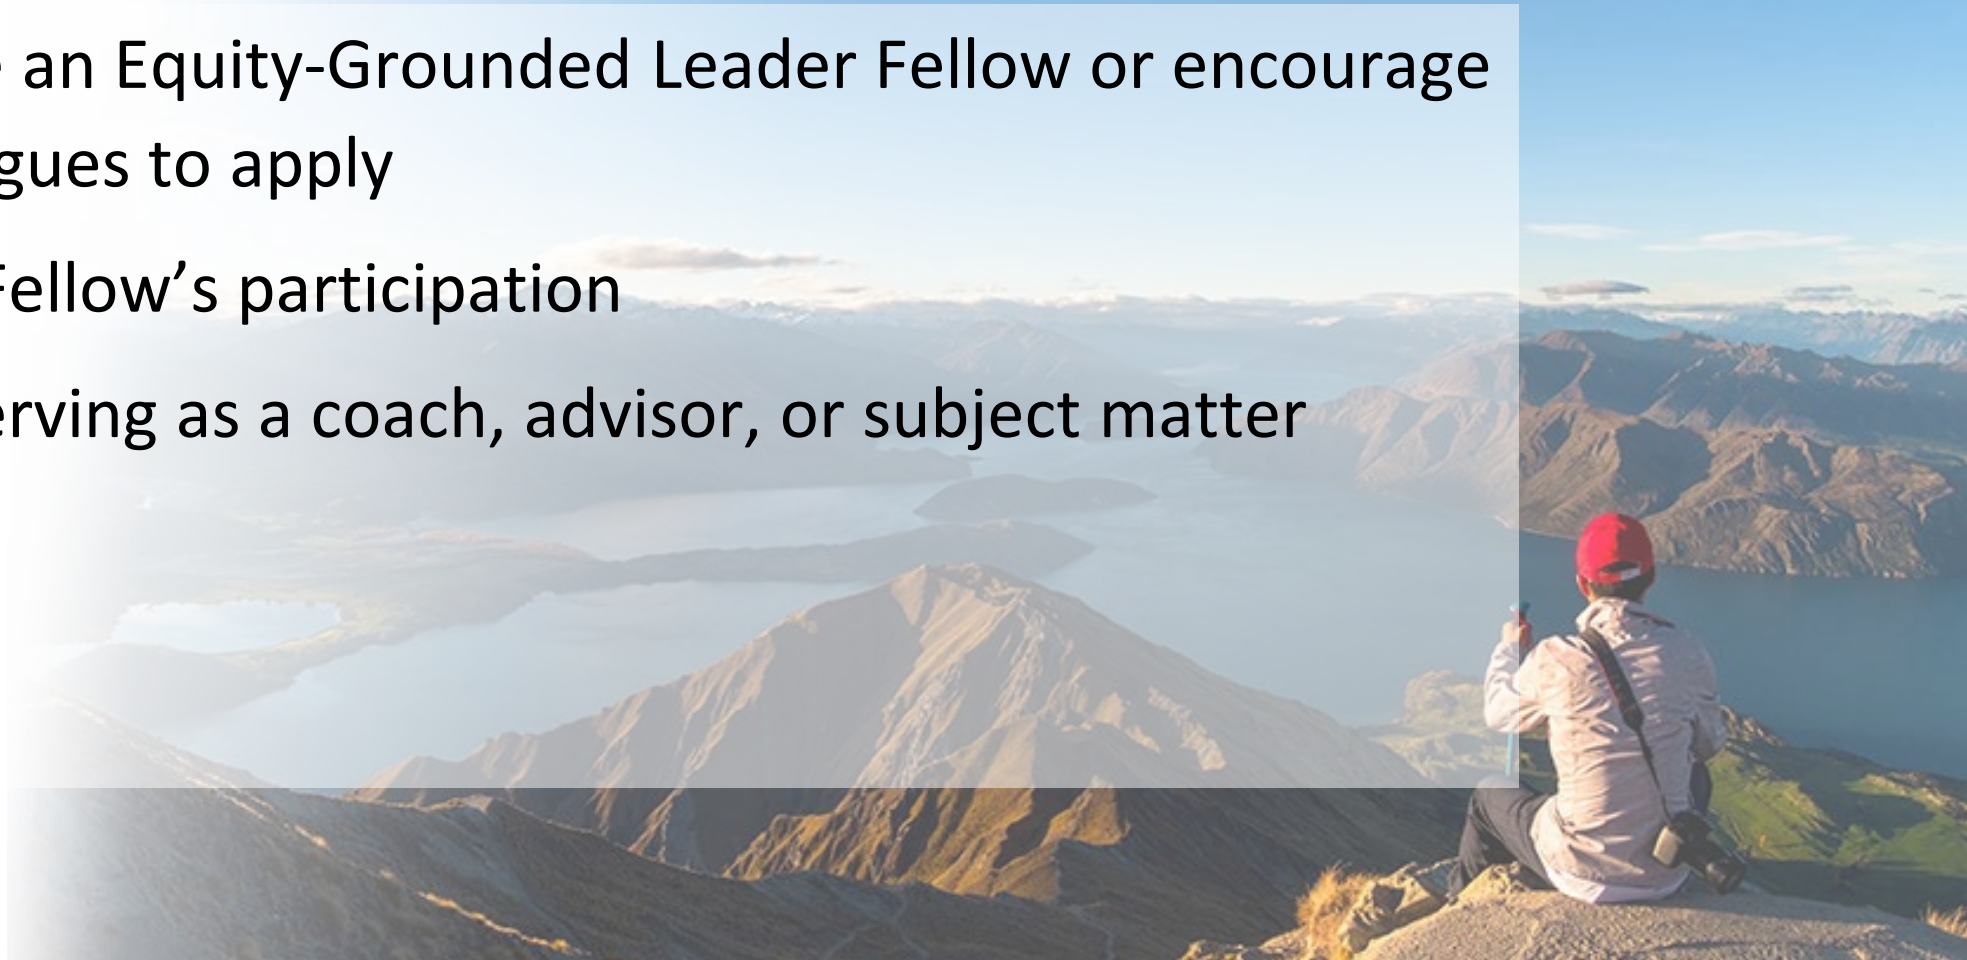 an Equity-Grounded Leader Fellow or encourage
gues to apply
Fellow’s participation
erving as a coach, advisor, or subject matter